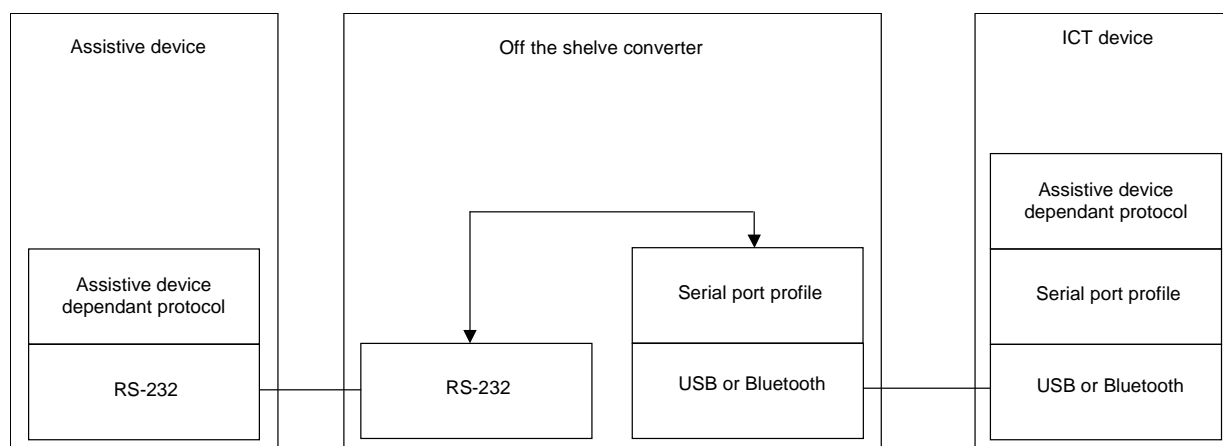 Assistive device
Off the shelve converter
ICT device
Assistive device
dependant protocol
Assistive device
dependant protocol
Serial port profile
Serial port profile
RS-232
RS-232
USB or Bluetooth
USB or Bluetooth